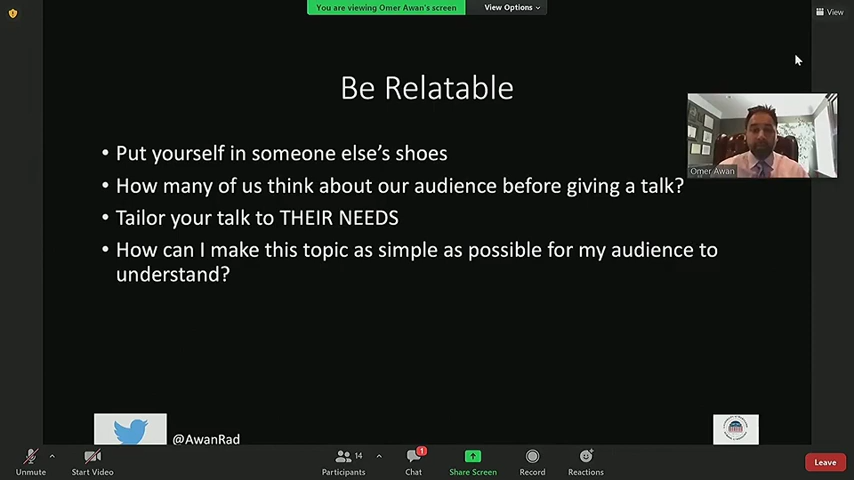 You are viewing Omer Awan's screen
View Options
View
Be Relatable
• Put yourself in someone else's shoes
• How many of us think about our audience before giving a talk?
• Tailor your talk to THEIR NEEDS
• How can I make this topic as simple as possible for my audience to
understand?
Omer Awan
@AwanRad
14
1
Unmute
Start Video
Participants
Chat
Share Screen
Record
Reactions
Leave